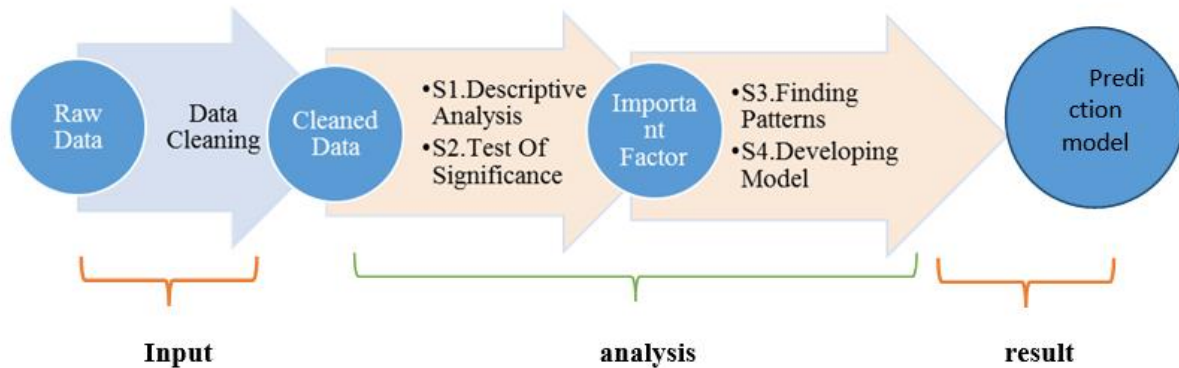 Raw
Data
Data
Cleaning
Cleaned
Data
•S1.Descriptive
Analysis
•S2.Test Of
Significance
Importa
nt
Factor
•S3.Finding
Patterns
•S4.Developing
Model
Predi
ction
model
Input
analysis
result